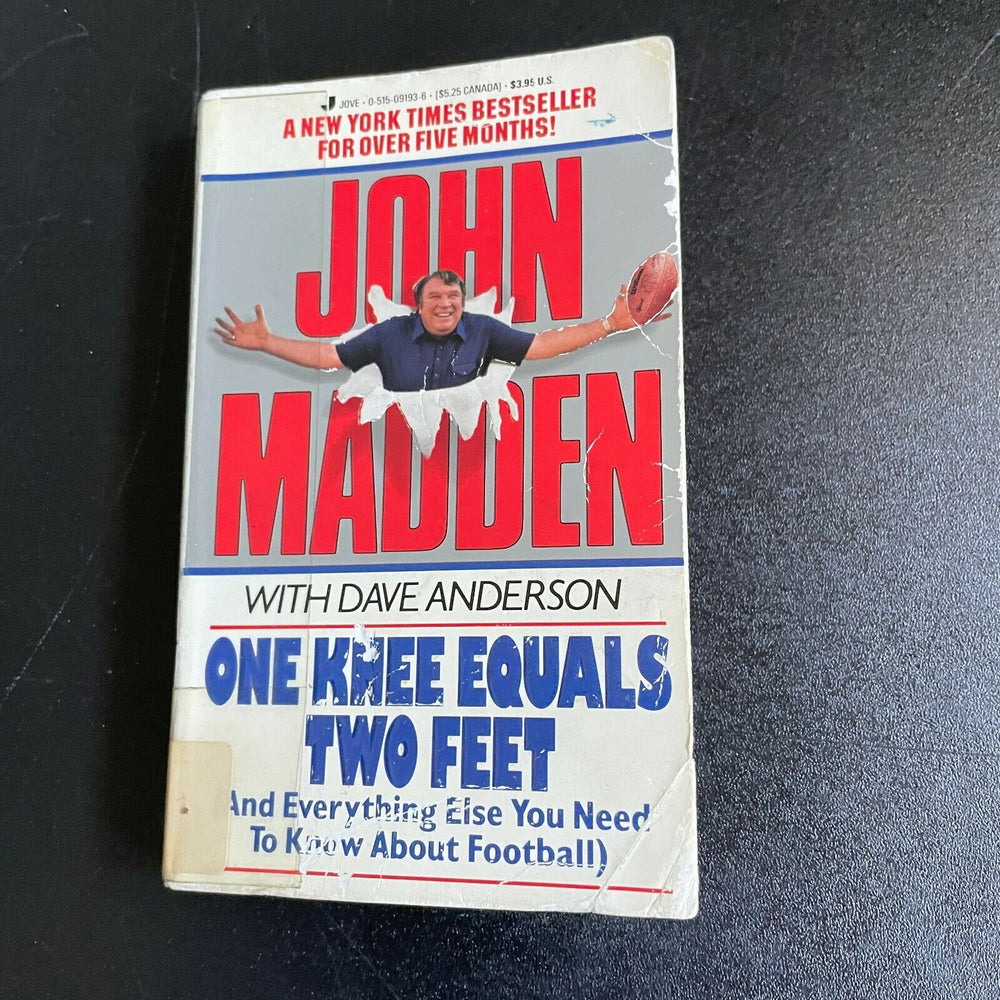 JOVE • 0-515-09193-6 • [$5.25 CANADA] • $3.95 U.S.
A NEW YORK TIMES BESTSELLER
FOR OVER FIVE MONTHS!
JOHN
MADDEN
WITH DAVE ANDERSON
ONE KNEE EQUALS
TWO FEET
And Everything Else You Need
To Know About Football)